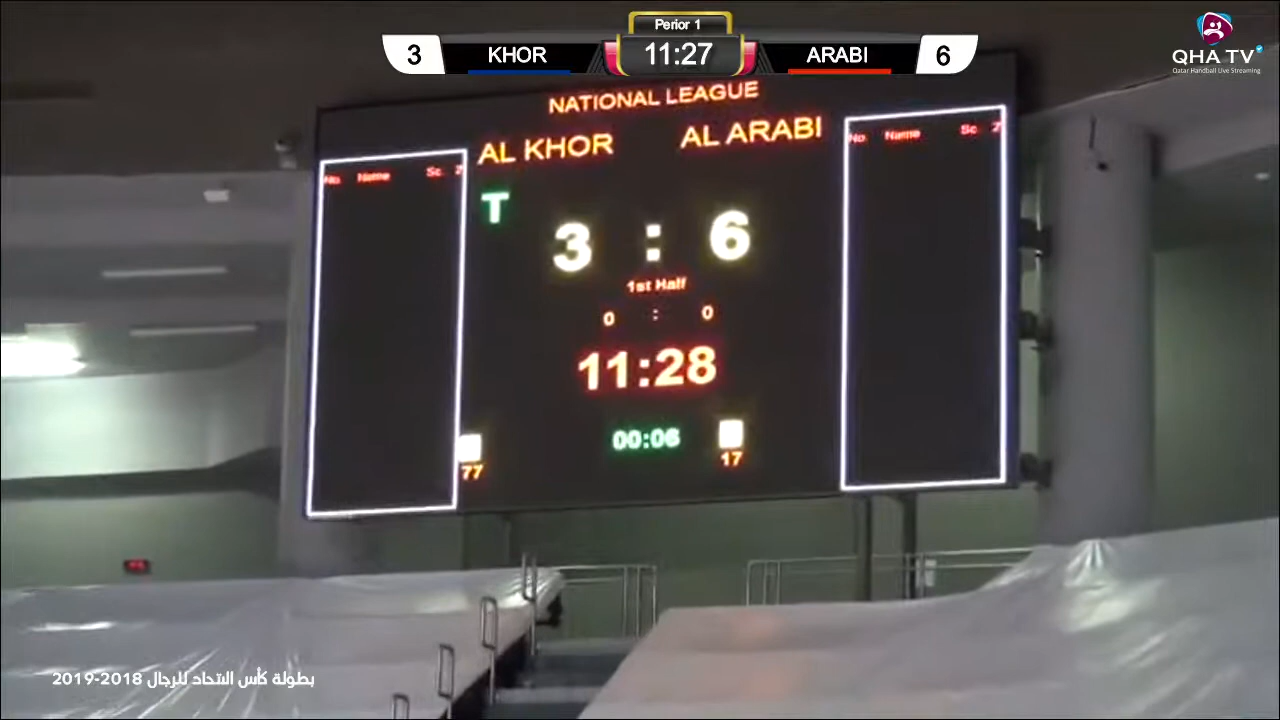 Perior 1
3 KHOR 11:27 ARABI 6
QHA TV
Qatar Handball Live Streaming
NATIONAL LEAGUE
AL KHOR AL ARABI
No. Name Sc. 2
No. Name Sc 2
T
3 : 6
1st Half
0 : 0
11:28
00:06
77 17
بطولة كأس الاتحاد للرجال 2018-2019